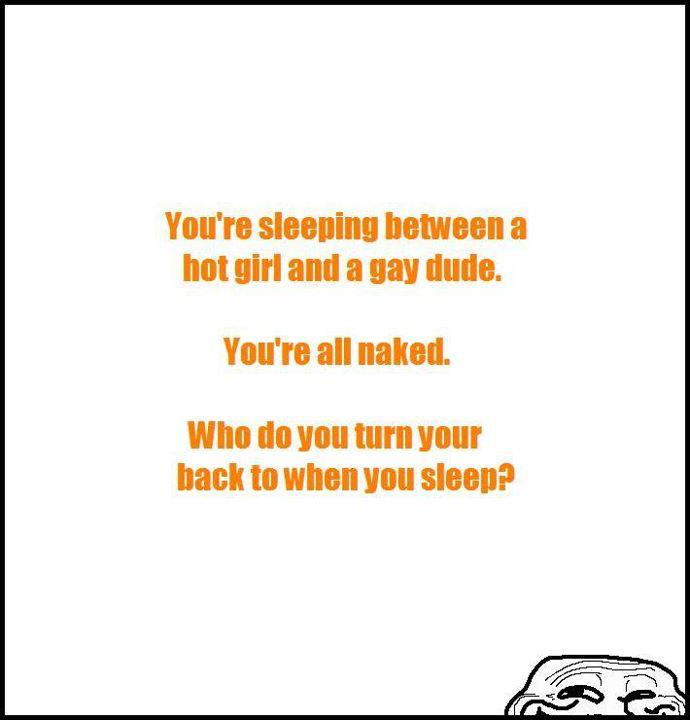 You're sleeping between a
hot girl and a gay dude.
You're all naked.
Who do you turn your
back to when you sleep?